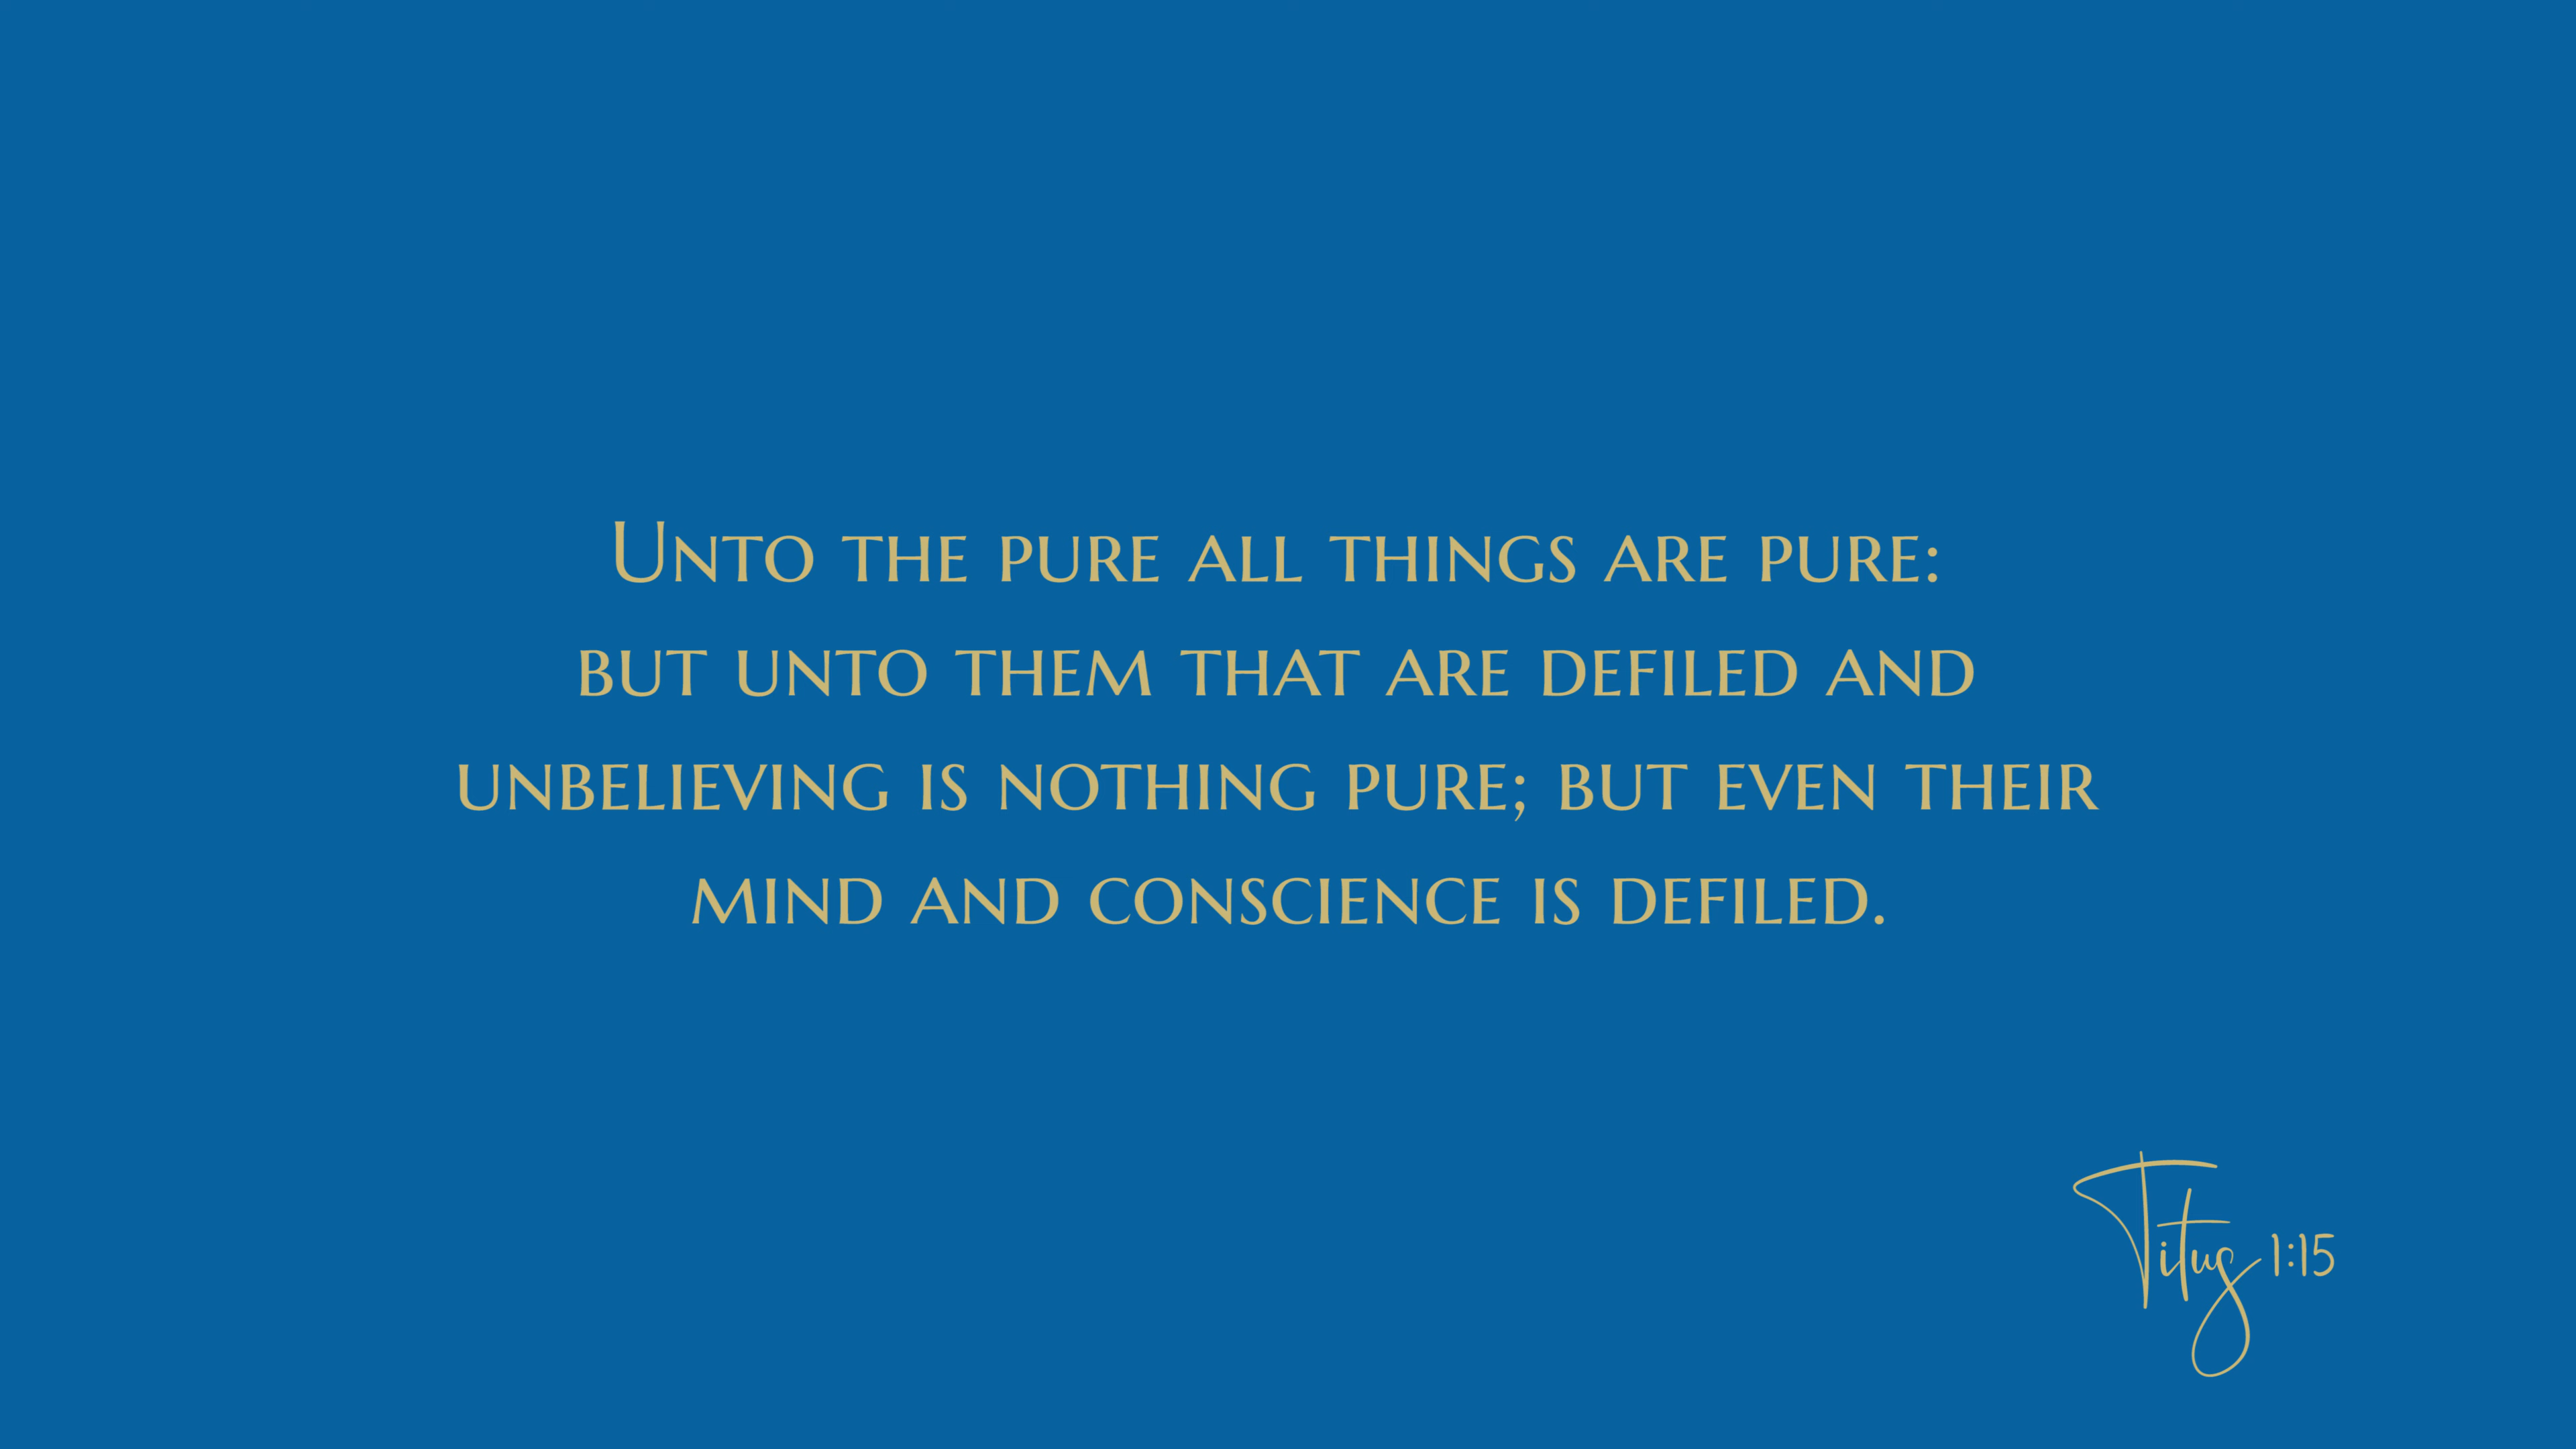 Unto the pure all things are pure:
but unto them that are defiled and
unbelieving is nothing pure; but even their
mind and conscience is defiled.
Titus 1:15